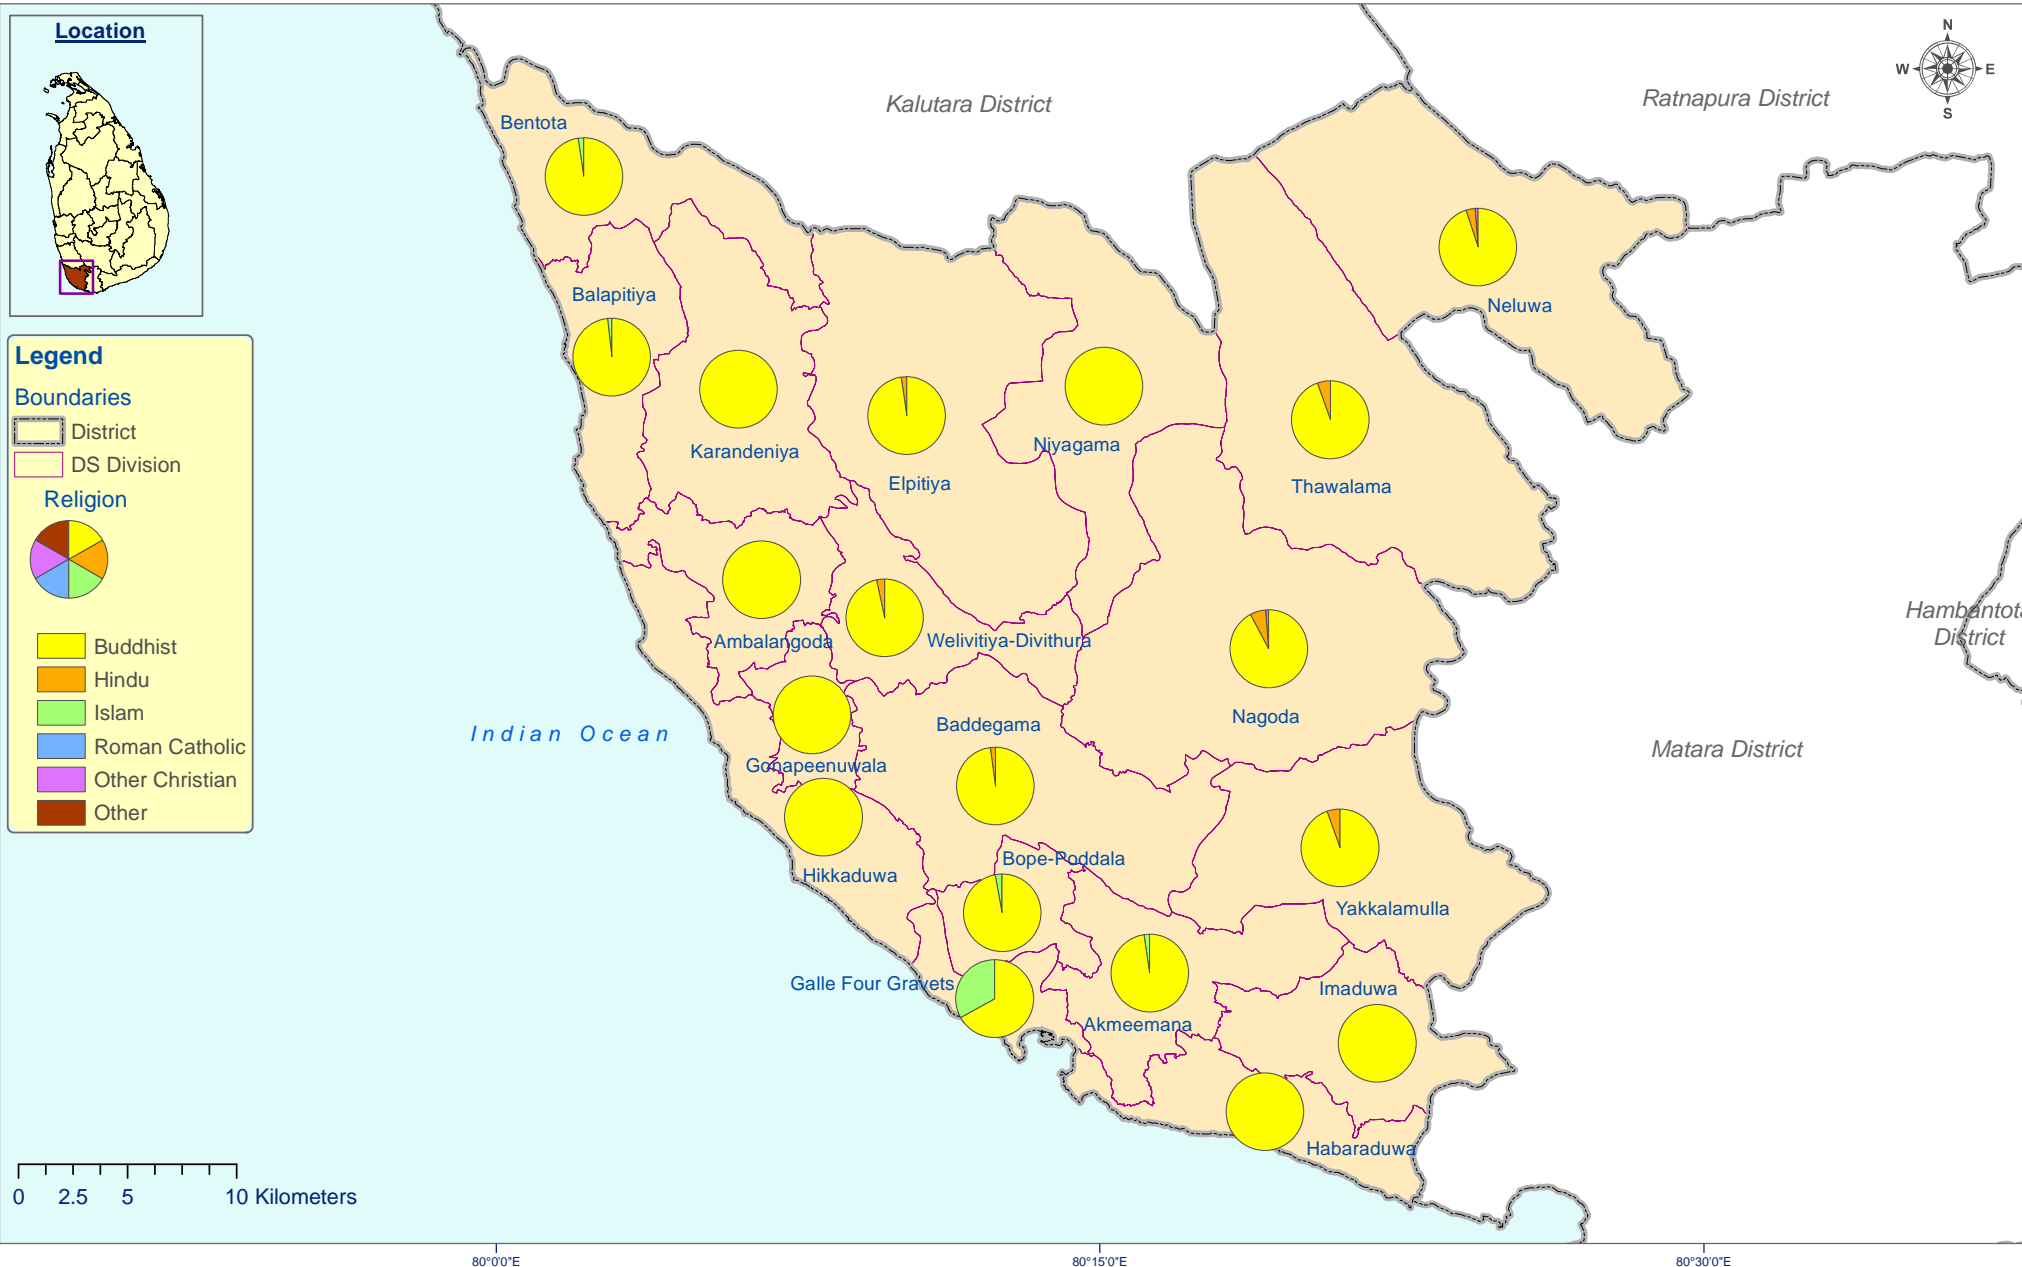 Location
N
W
E
S
Kalutara District
Ratnapura District
Bentota
Balapitiya
Neluwa
Legend
Boundaries
District
DS Division
Religion
Buddhist
Hindu
Islam
Roman Catholic
Other Christian
Other
Karandeniya
Niyagama
Elpitiya
Thawalama
Hambantota
District
Ambalangoda
Welivitiya-Divithura
Nagoda
Baddegama
Indian Ocean
Matara District
Gonapeenuwala
Bope-Poddala
Hikkaduwa
Yakkalamulla
Galle Four Gravets
Imaduwa
Akmeemana
Habaraduwa
0 2.5 5 10 Kilometers
80°0'0"E 80°15'0"E 80°30'0"E